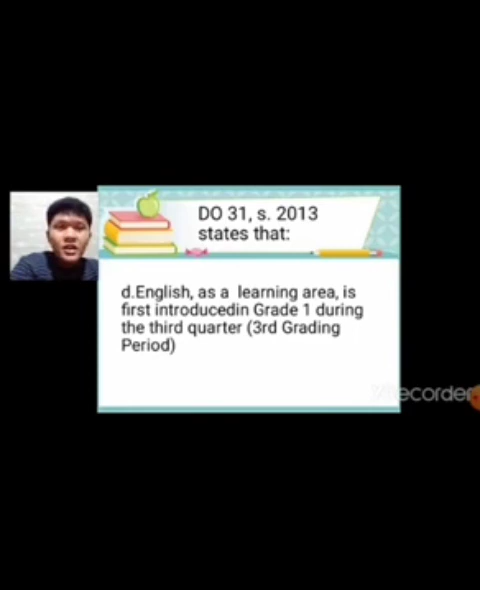 DO 31, s. 2013
states that:
d.English, as a learning area, is
first introducedin Grade 1 during
the third quarter (3rd Grading
Period)